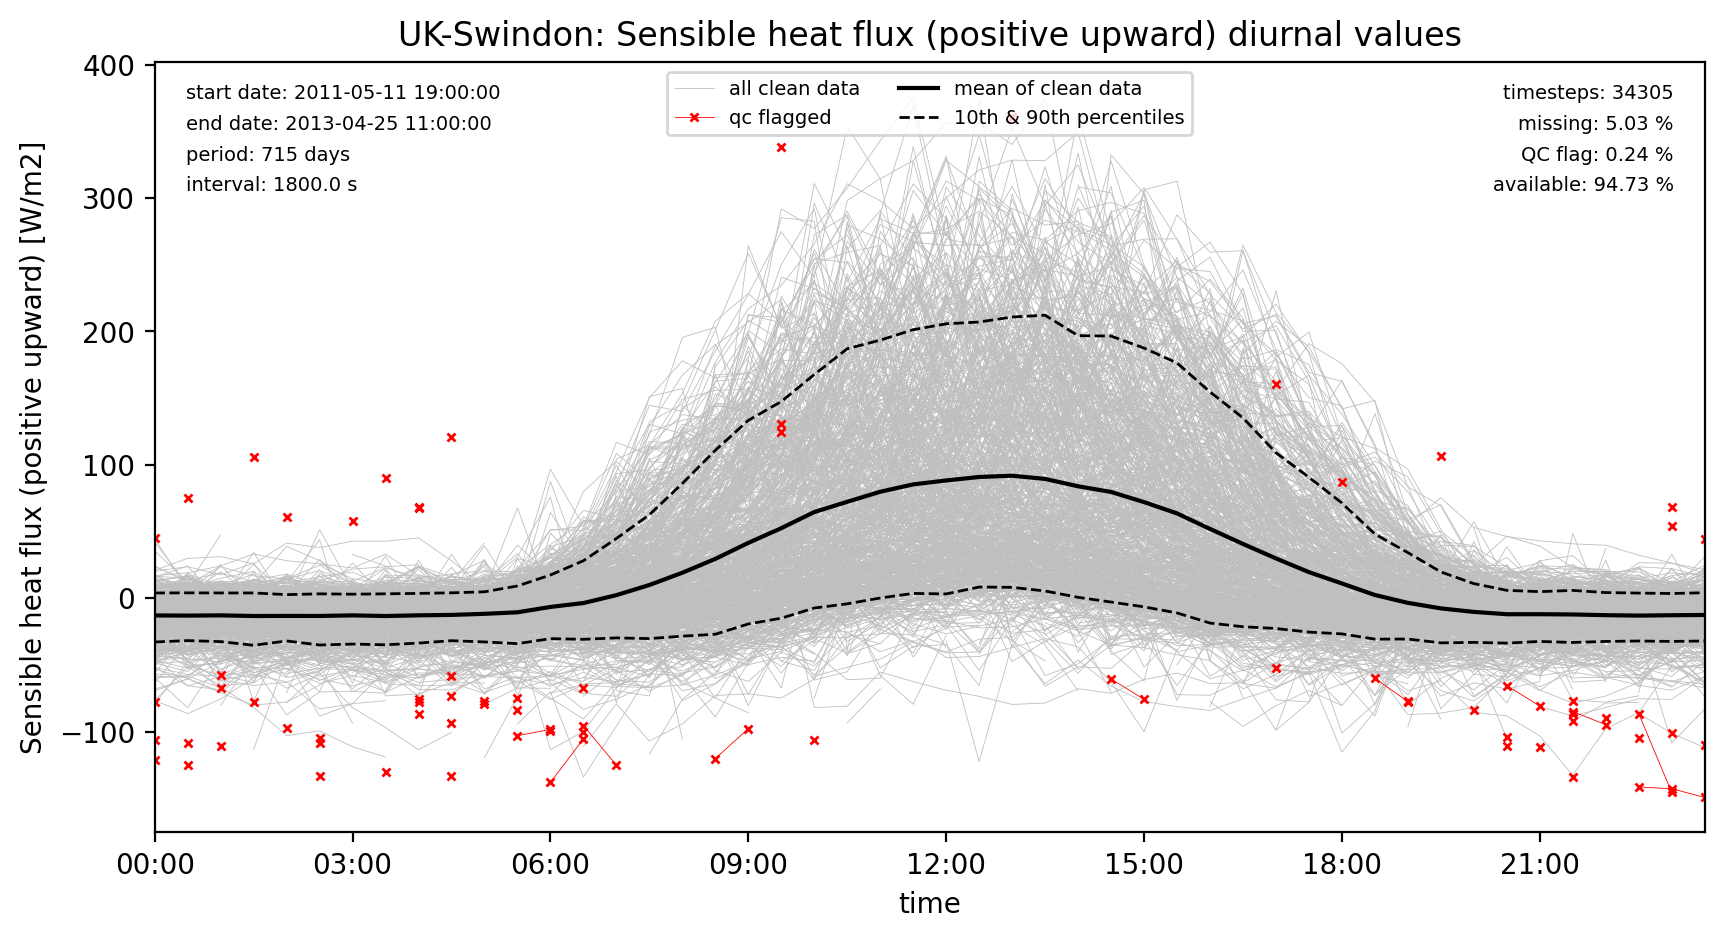 UK-Swindon: Sensible heat flux (positive upward) diurnal values
start date: 2011-05-11 19:00:00
end date: 2013-04-25 11:00:00
period: 715 days
interval: 1800.0 s
all clean data
qc flagged
mean of clean data
10th & 90th percentiles
timesteps: 34305
missing: 5.03 %
QC flag: 0.24 %
available: 94.73 %
Sensible heat flux (positive upward) [W/m2]
400
300
200
100
0
−100
00:00
03:00
06:00
09:00
12:00
15:00
18:00
21:00
time